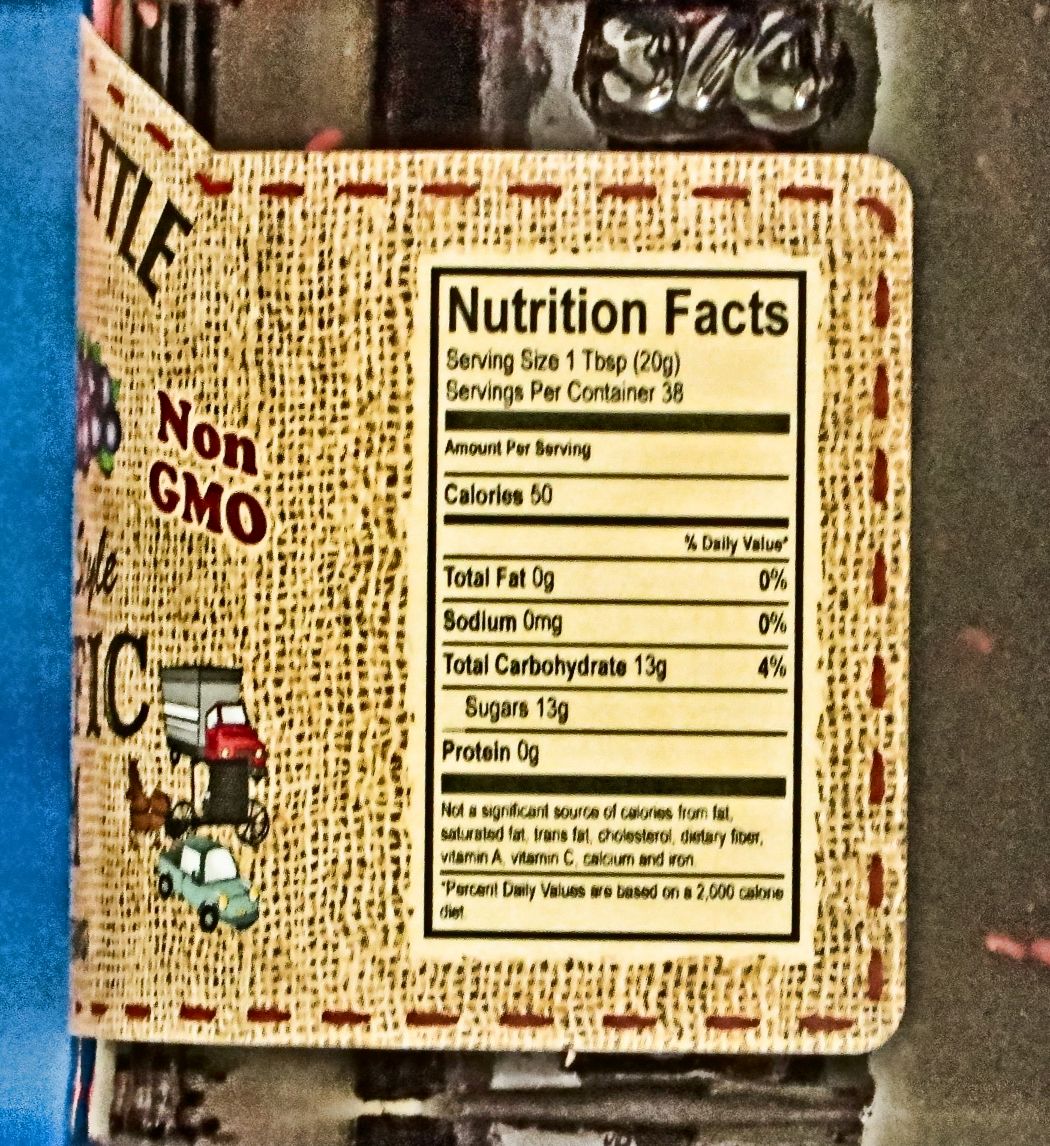 ETTLE
Non
GMO
TIC
Nutrition Facts
Serving Size 1 Tbsp (20g)
Servings Per Container 38
Amount Per Serving
Calories 50
% Daily Value*
Total Fat 0g 0%
Sodium 0mg 0%
Total Carbohydrate 13g 4%
Sugars 13g
Protein 0g
Not a significant source of calories from fat,
saturated fat, trans fat, cholesterol, dietary fiber,
vitamin A, vitamin C, calcium and iron.
*Percent Daily Values are based on a 2,000 calorie
diet.